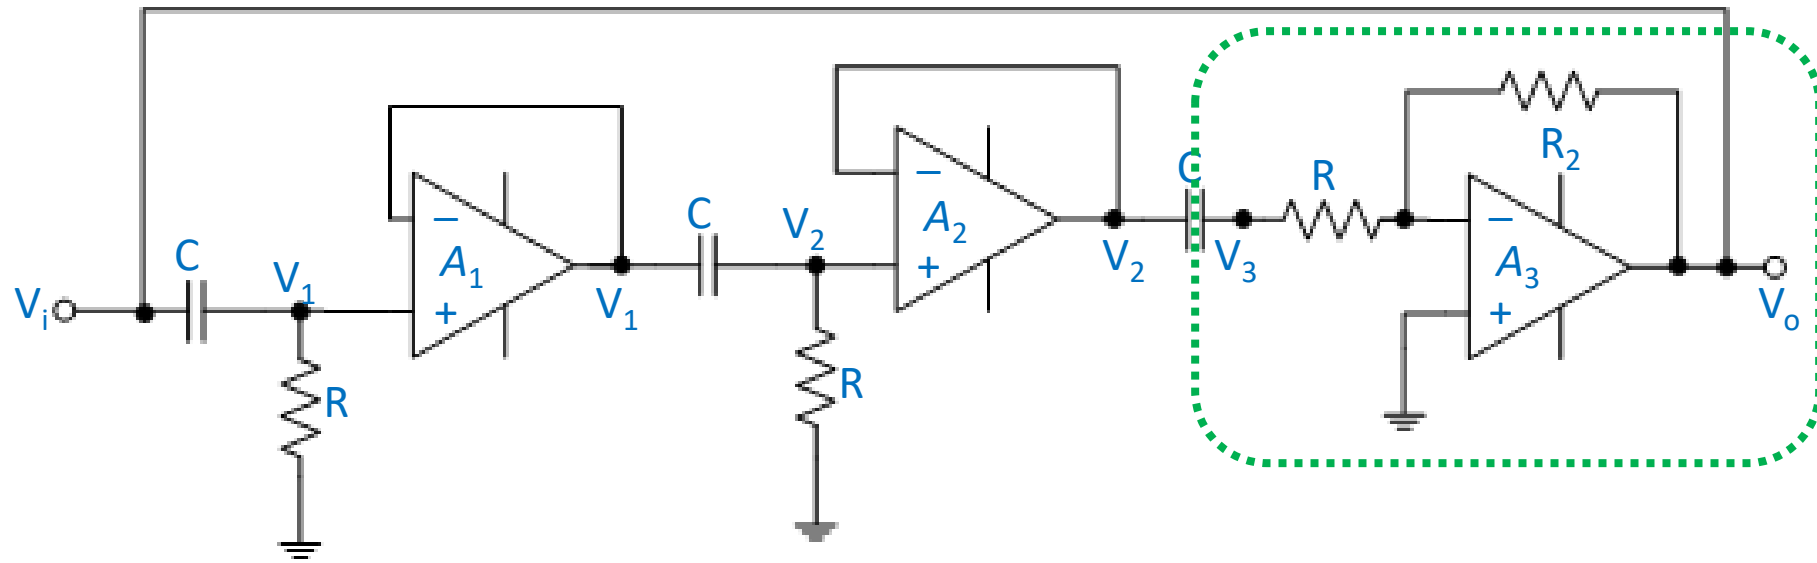 C
R₂
R
V₂
A₂
C
−
−
−
C
V₁
A₁
+
V₂
V₃
A₃
Vᵢ
+
V₁
+
Vₒ
R
R